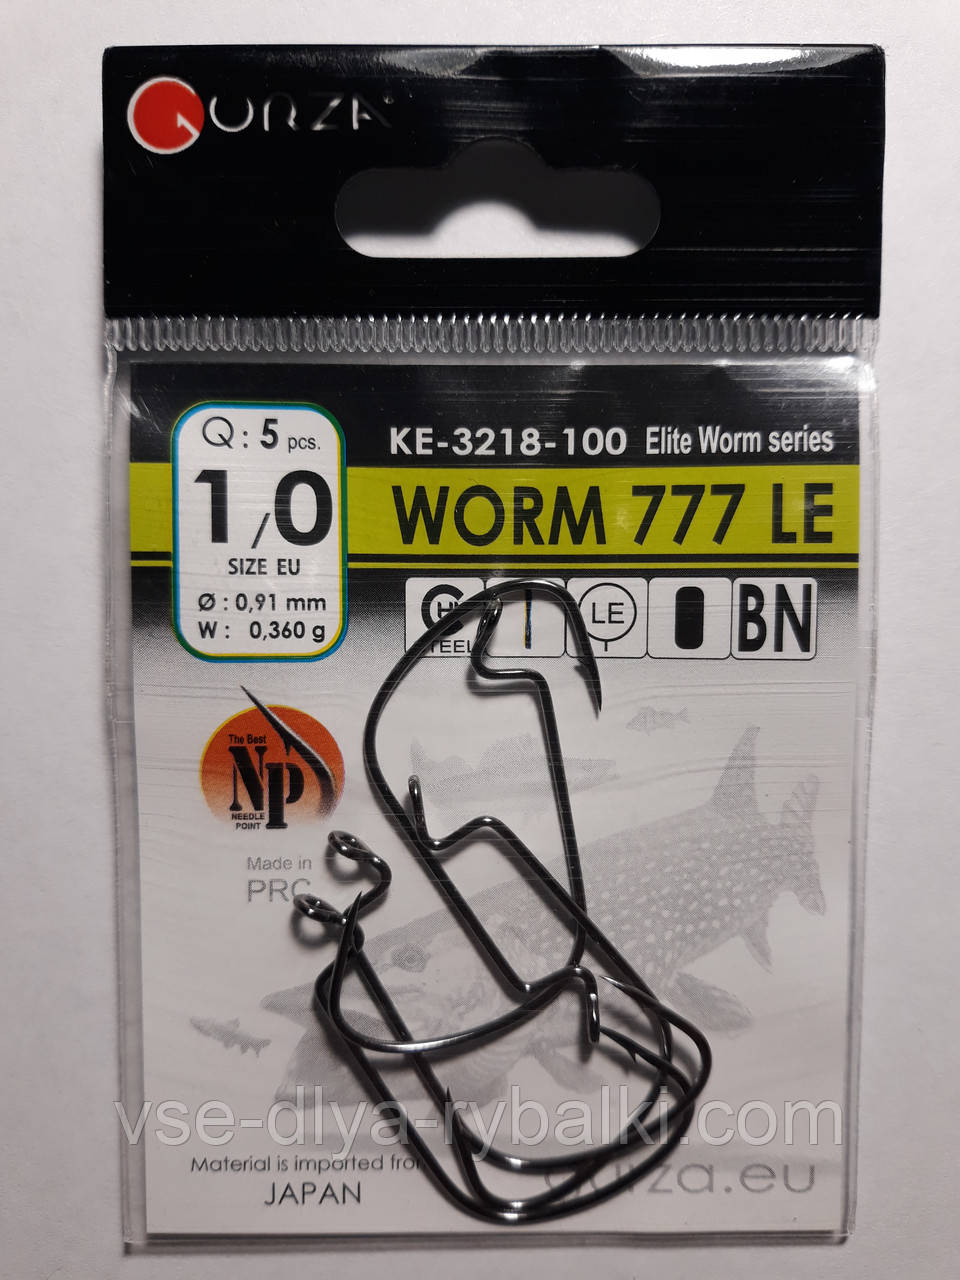 GURZA
Q : 5 pcs.
1/0
SIZE EU
Ø : 0,91 mm
W : 0,360 g
KE-3218-100 Elite Worm series
WORM 777 LE
LE
BN
The Best
NP
NEEDLE
POINT
Made in
PRC
vse-dlya-rybalki.com
Material is imported from
JAPAN
gurza.eu